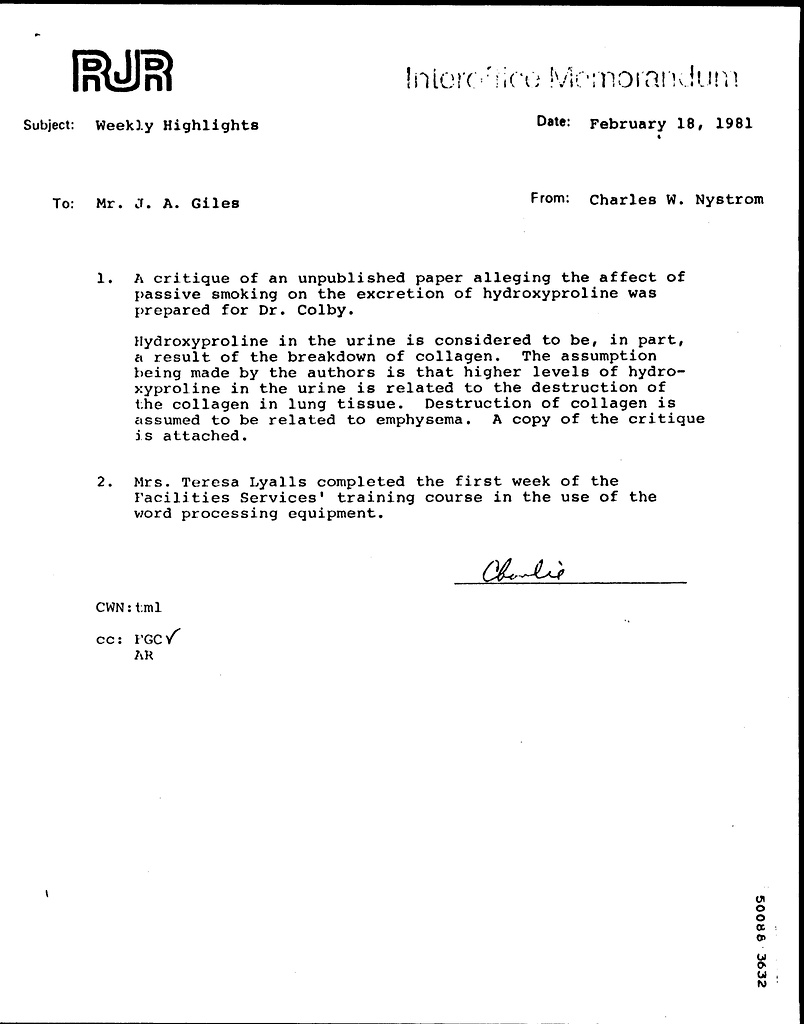 RJR
Interoffice Memorandum
Subject: Weekly Highlights
Date: February 18, 1981
To: Mr. J. A. Giles
From: Charles W. Nystrom
1. A critique of an unpublished paper alleging the affect of
passive smoking on the excretion of hydroxyproline was
prepared for Dr. Colby.
Hydroxyproline in the urine is considered to be, in part,
a result of the breakdown of collagen. The assumption
being made by the authors is that higher levels of hydro-
xyproline in the urine is related to the destruction of
the collagen in lung tissue. Destruction of collagen is
assumed to be related to emphysema. A copy of the critique
is attached.
2. Mrs. Teresa Lyalls completed the first week of the
Facilities Services' training course in the use of the
word processing equipment.
Charlie
CWN:tml
cc: FGC✓
AR
50088 3632